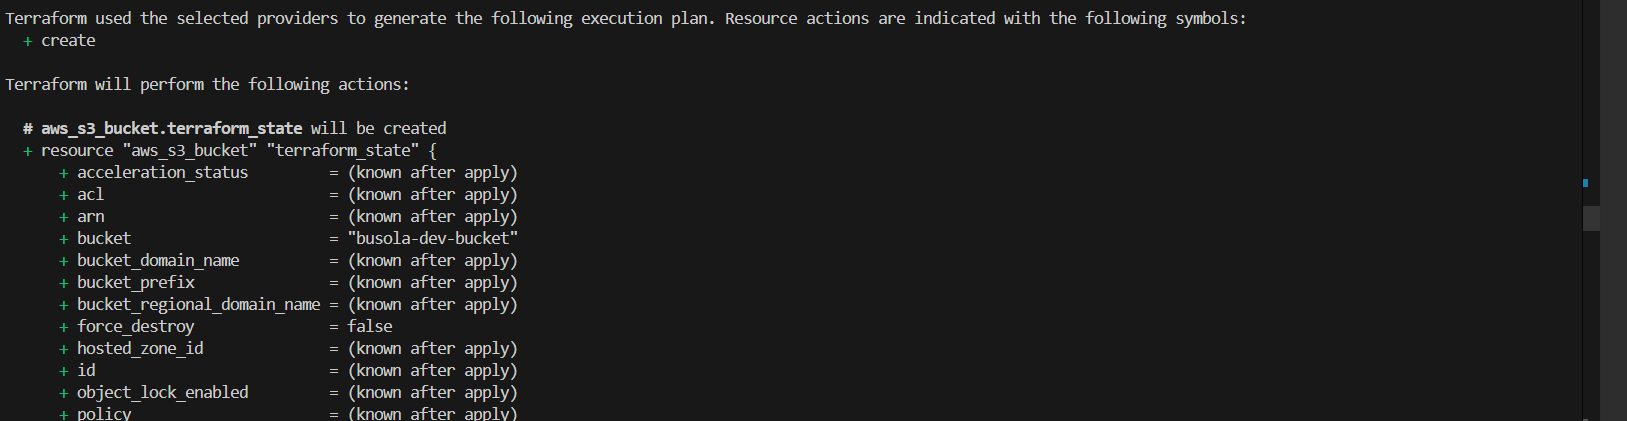 Terraform used the selected providers to generate the following execution plan. Resource actions are indicated with the following symbols:
+ create
Terraform will perform the following actions:
# aws_s3_bucket.terraform_state will be created
+ resource "aws_s3_bucket" "terraform_state" {
+ acceleration_status = (known after apply)
+ acl = (known after apply)
+ arn = (known after apply)
+ bucket = "busola-dev-bucket"
+ bucket_domain_name = (known after apply)
+ bucket_prefix = (known after apply)
+ bucket_regional_domain_name = (known after apply)
+ force_destroy = false
+ hosted_zone_id = (known after apply)
+ id = (known after apply)
+ object_lock_enabled = (known after apply)
+ policy = (known after apply)